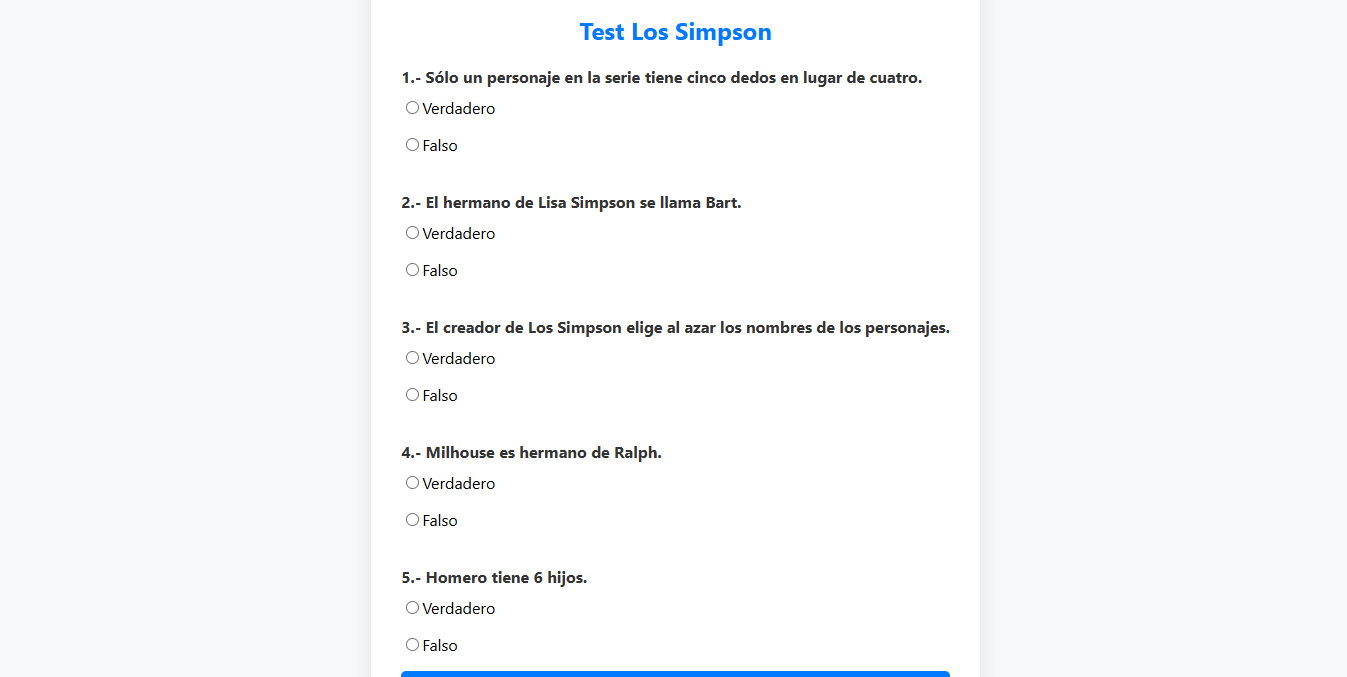 Test Los Simpson
1.- Sólo un personaje en la serie tiene cinco dedos en lugar de cuatro.
Verdadero
Falso
2.- El hermano de Lisa Simpson se llama Bart.
Verdadero
Falso
3.- El creador de Los Simpson elige al azar los nombres de los personajes.
Verdadero
Falso
4.- Milhouse es hermano de Ralph.
Verdadero
Falso
5.- Homero tiene 6 hijos.
Verdadero
Falso